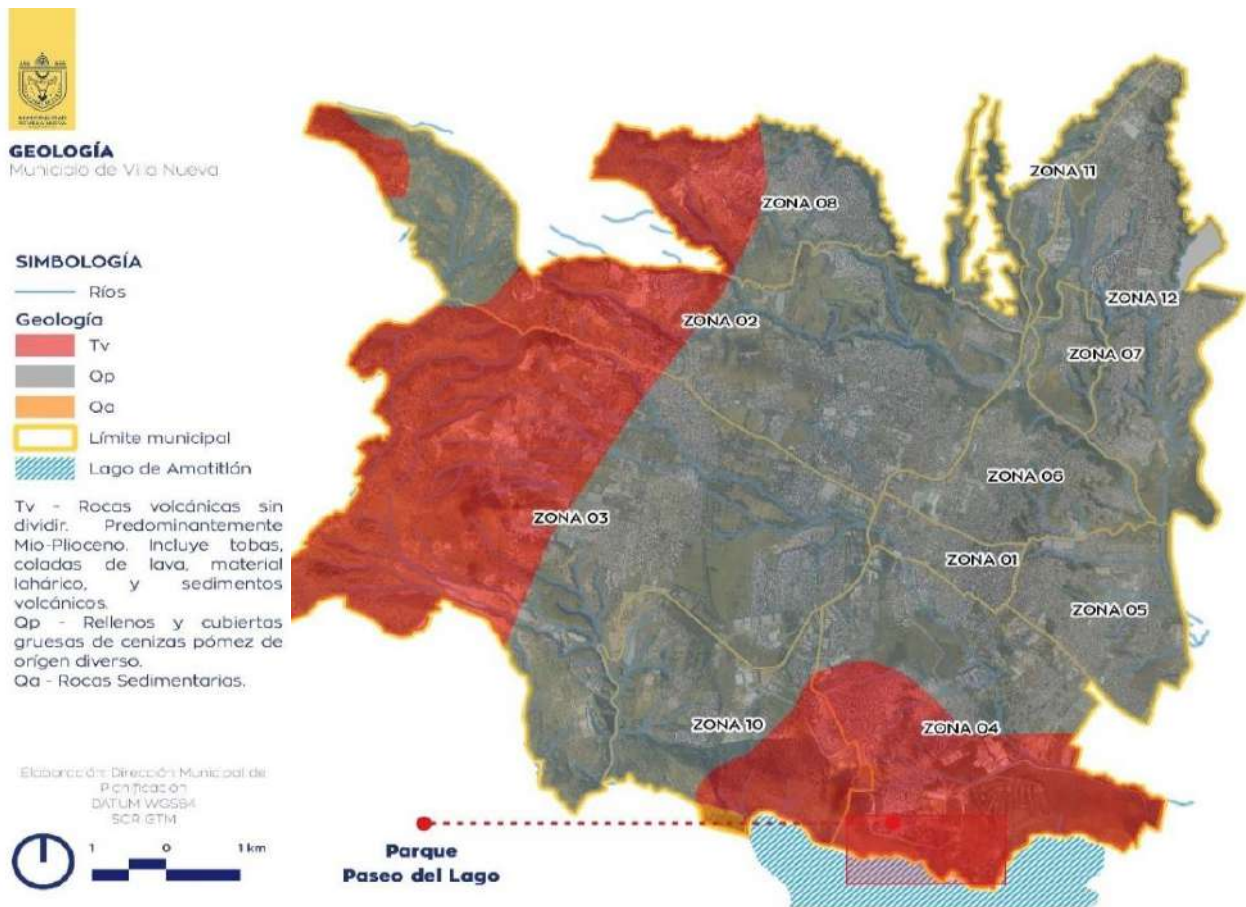 MUNICIPALIDAD
DE VILLA NUEVA
GEOLOGÍA
Municipio de Villa Nueva
SIMBOLOGÍA
Ríos
Geología
Tv
Qp
Qa
Límite municipal
Lago de Amatitlán
Tv - Rocas volcánicas sin
dividir. Predominantemente
Mio-Plioceno. Incluye tobas,
coladas de lava, material
lahárico, y sedimentos
volcánicos.
Qp - Rellenos y cubiertas
gruesas de cenizas pómez de
orígen diverso.
Qa - Rocas Sedimentarias.
Elaboración: Dirección Municipal de
Planificación
DATUM WGS84
SCR GTM
1 0 1 km
Parque
Paseo del Lago
ZONA 11
ZONA 08
ZONA 12
ZONA 02
ZONA 07
ZONA 06
ZONA 03
ZONA 01
ZONA 05
ZONA 10
ZONA 04